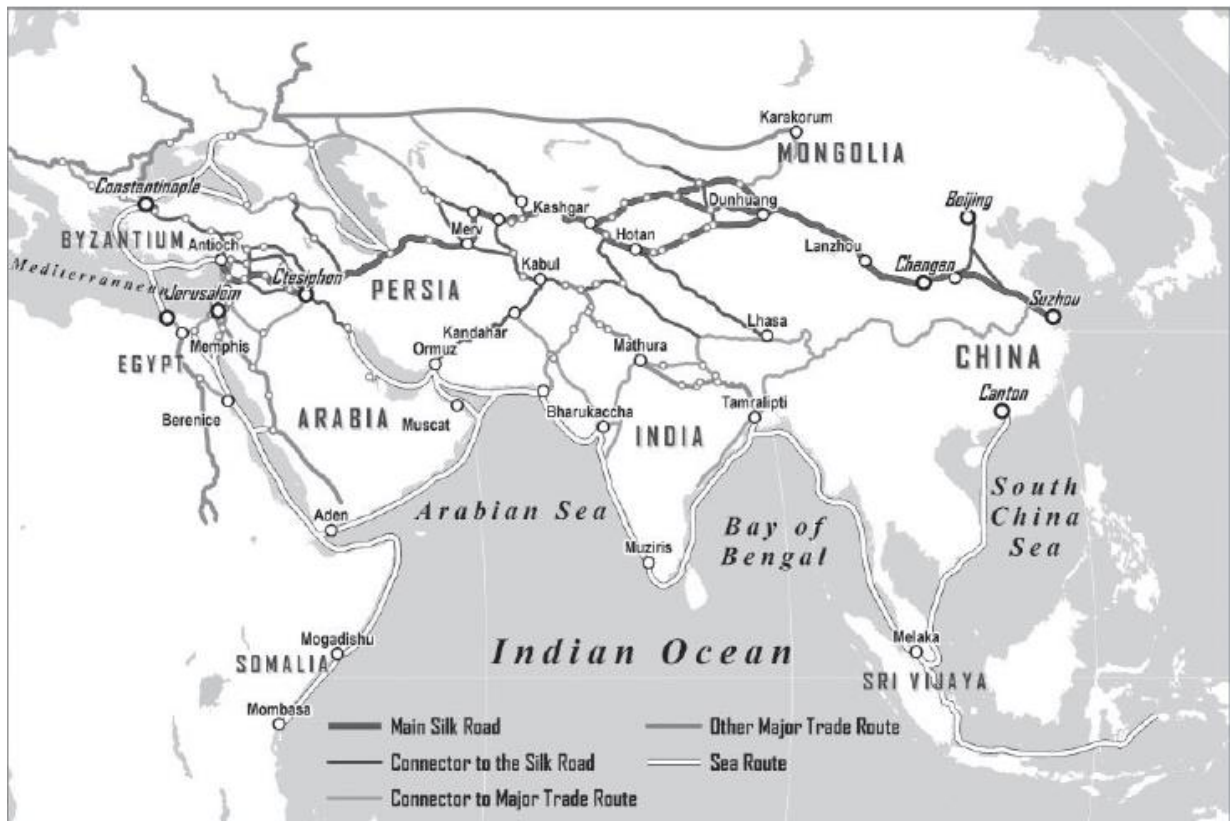 Karakorum
MONGOLIA
Constantinople
Dunhuang
Beijing
Kashgar
BYZANTIUM
Antioch
Merv
Hotan
Lanzhou
Changan
Mediterranean
Ctesiphon
Kabul
PERSIA
Jerusalem
Suzhou
Kandahar
Lhasa
Memphis
Ormuz
Mathura
EGYPT
CHINA
Canton
Berenice
ARABIA
Muscat
Bharukaccha
Tamralipti
INDIA
Aden
Arabian Sea
South
China
Sea
Bay of
Bengal
Muziris
Mogadishu
Indian Ocean
Melaka
SOMALIA
SRI VIJAYA
Mombasa
Main Silk Road
Connector to the Silk Road
Connector to Major Trade Route
Other Major Trade Route
Sea Route